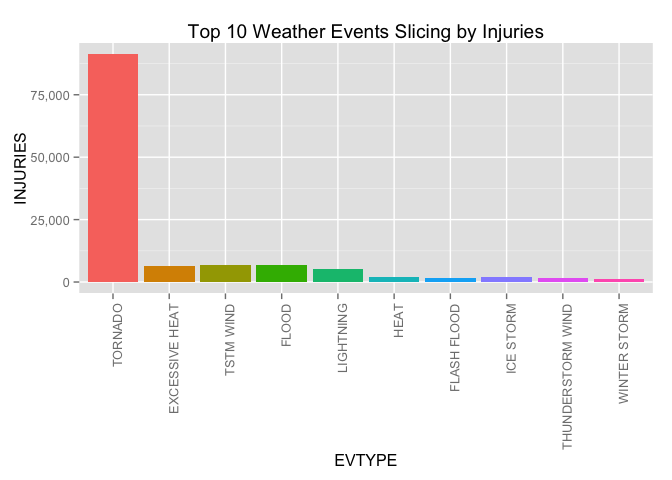 Top 10 Weather Events Slicing by Injuries
INJURIES
75,000
50,000
25,000
0
TORNADO
EXCESSIVE HEAT
TSTM WIND
FLOOD
LIGHTNING
HEAT
FLASH FLOOD
ICE STORM
THUNDERSTORM WIND
WINTER STORM
EVTYPE